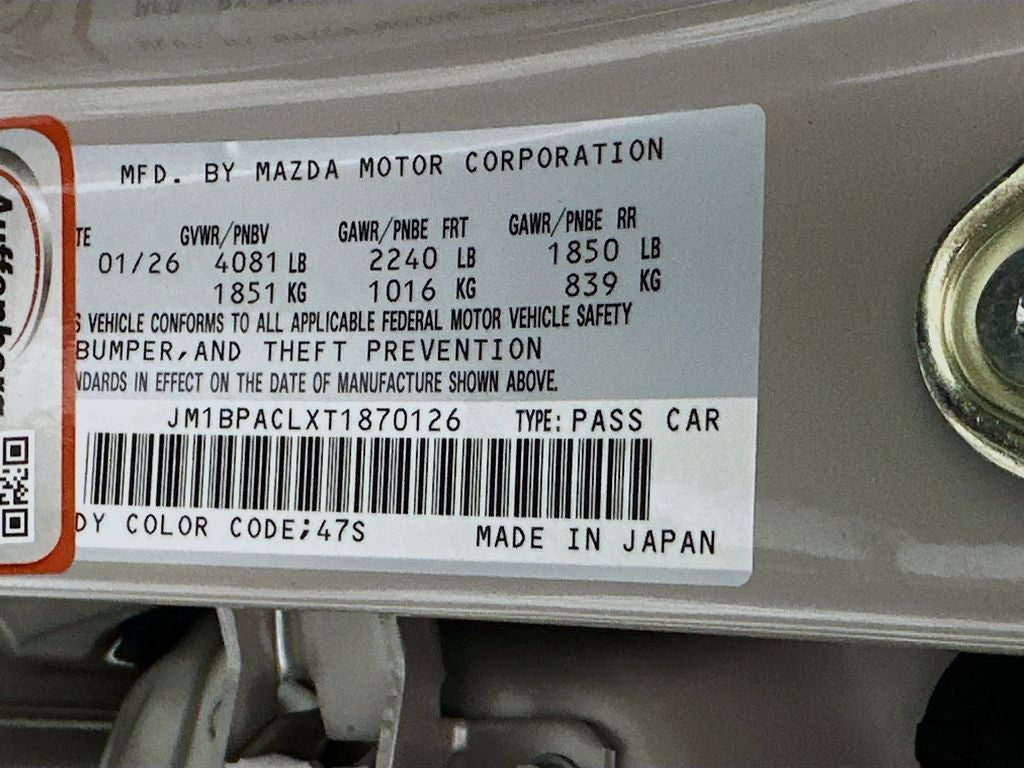 MFD. BY MAZDA MOTOR CORPORATION
TE GVWR/PNBV GAWR/PNBE FRT GAWR/PNBE RR
01/26 4081 LB 2240 LB 1850 LB
1851 KG 1016 KG 839 KG
S VEHICLE CONFORMS TO ALL APPLICABLE FEDERAL MOTOR VEHICLE SAFETY
BUMPER,AND THEFT PREVENTION
NDARDS IN EFFECT ON THE DATE OF MANUFACTURE SHOWN ABOVE.
JM1BPACLXT1870126 TYPE: PASS CAR
DY COLOR CODE;47S MADE IN JAPAN